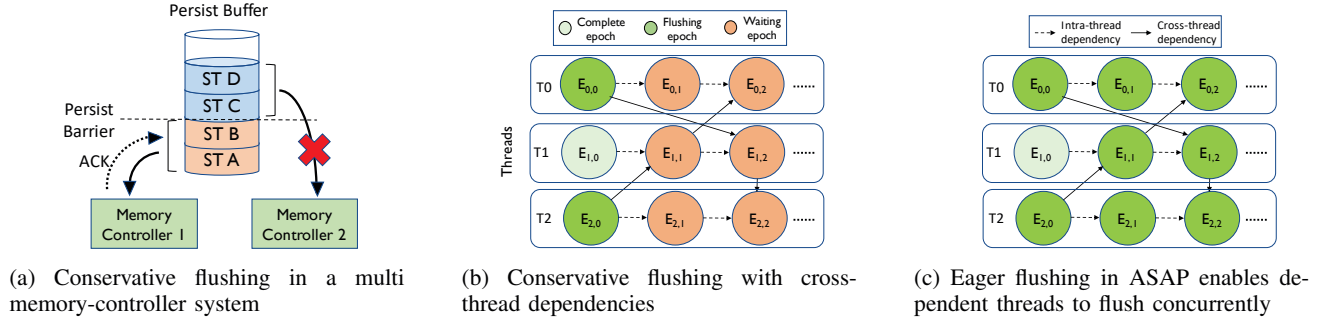 Persist Buffer
ST D
ST C
Persist
Barrier
ST B
ACK
ST A
Memory
Controller 1
Memory
Controller 2
(a) Conservative flushing in a multi
memory-controller system
Complete
epoch
Flushing
epoch
Waiting
epoch
Threads
T0
E0,0
E0,1
E0,2
......
T1
E1,0
E1,1
E1,2
......
T2
E2,0
E2,1
E2,2
......
(b) Conservative flushing with cross-
thread dependencies
Intra-thread
dependency
Cross-thread
dependency
T0
E0,0
E0,1
E0,2
......
T1
E1,0
E1,1
E1,2
......
T2
E2,0
E2,1
E2,2
......
(c) Eager flushing in ASAP enables de-
pendent threads to flush concurrently